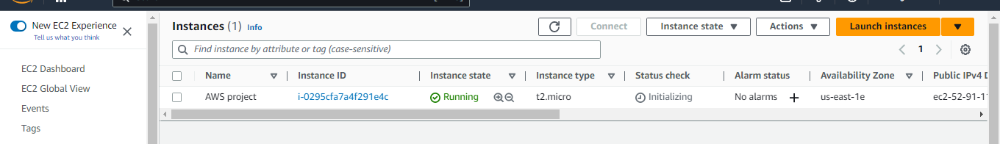 New EC2 Experience
Tell us what you think
EC2 Dashboard
EC2 Global View
Events
Tags
Instances (1) Info
Connect Instance state Actions Launch instances
Find instance by attribute or tag (case-sensitive)
1
Name Instance ID Instance state Instance type Status check Alarm status Availability Zone Public IPv4 D
AWS project i-0295cfa7a4f291e4c Running t2.micro Initializing No alarms + us-east-1e ec2-52-91-11